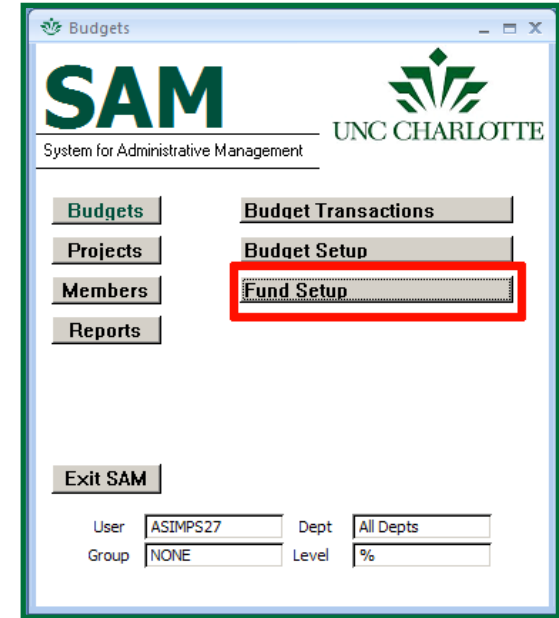 Budgets
SAM
System for Administrative Management
UNC CHARLOTTE
Budgets
Budget Transactions
Projects
Budget Setup
Members
Fund Setup
Reports
Exit SAM
User ASIMPS27 Dept All Depts
Group NONE Level %